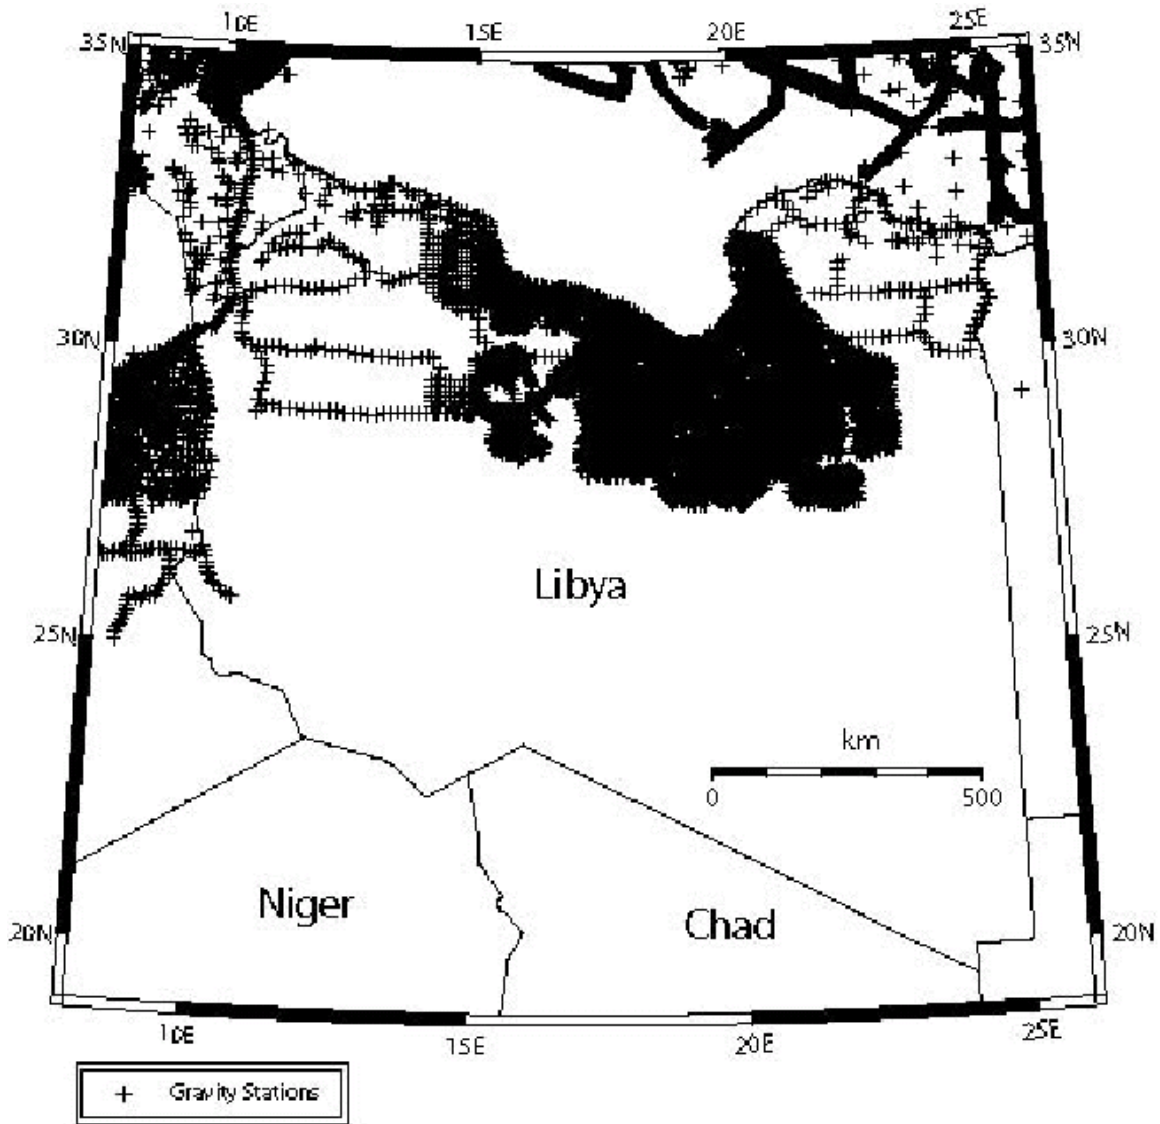 10E 15E 20E 25E
35N 35N
30N 30N
Libya
25N 25N
km
0 500
Niger
Chad
20N 20N
10E 15E 20E 25E
+ Gravity Stations